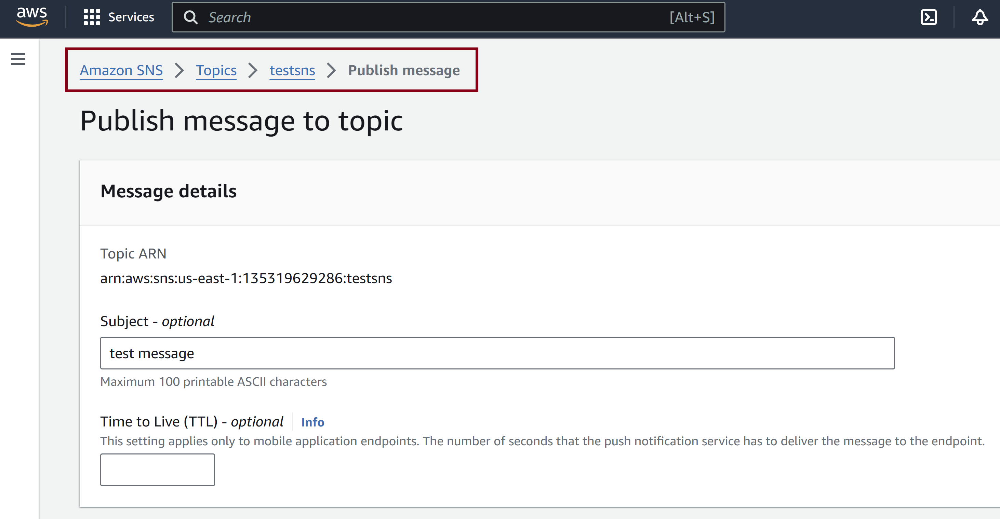 aws Services Search [Alt+S]
Amazon SNS > Topics > testsns > Publish message
Publish message to topic
Message details
Topic ARN
arn:aws:sns:us-east-1:135319629286:testsns
Subject - optional
test message
Maximum 100 printable ASCII characters
Time to Live (TTL) - optional Info
This setting applies only to mobile application endpoints. The number of seconds that the push notification service has to deliver the message to the endpoint.